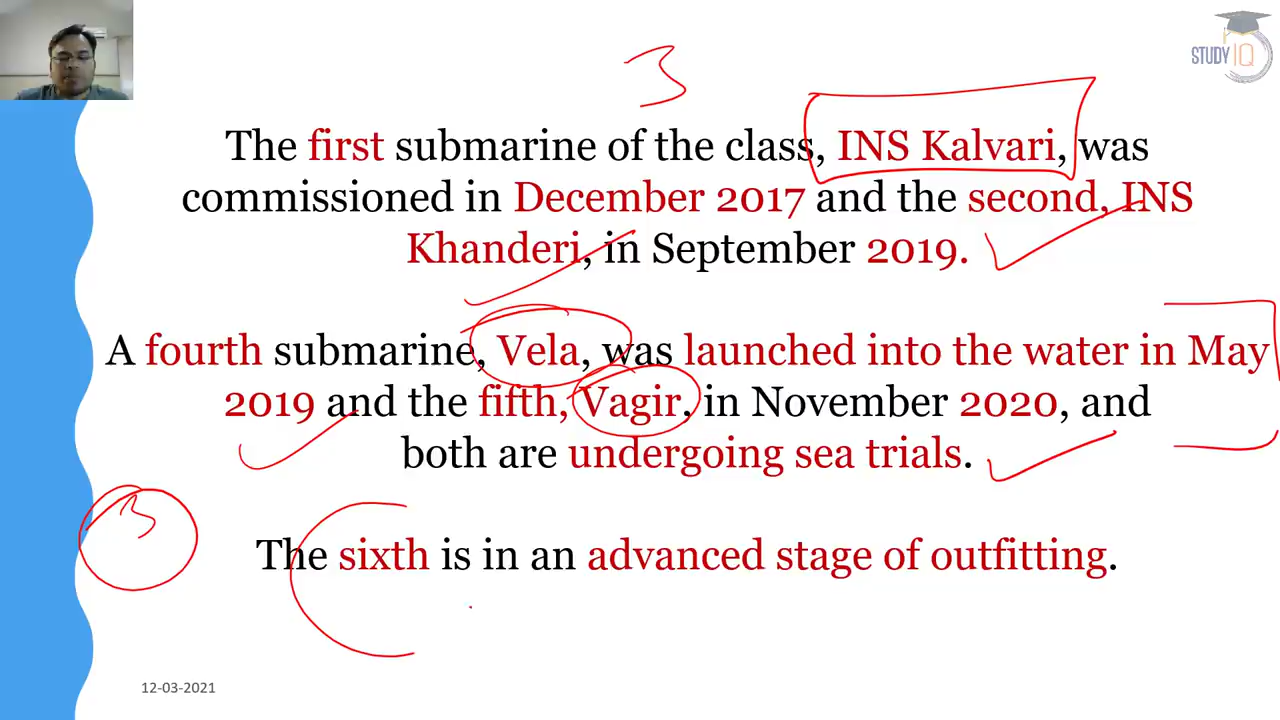 STUDY IQ
3
The first submarine of the class, INS Kalvari, was
commissioned in December 2017 and the second, INS
Khanderi, in September 2019.
A fourth submarine, Vela, was launched into the water in May
2019 and the fifth, Vagir, in November 2020, and
both are undergoing sea trials.
3
The sixth is in an advanced stage of outfitting.
12-03-2021